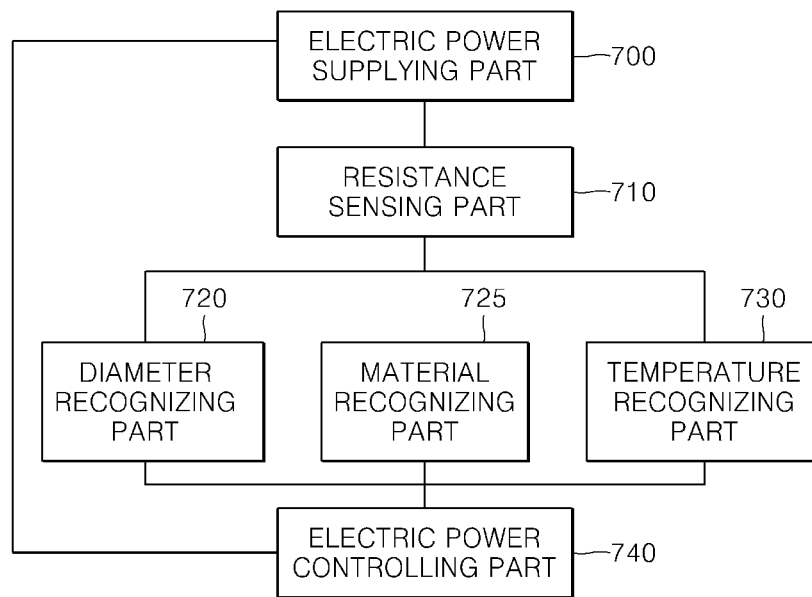 ELECTRIC POWER
SUPPLYING PART
700
RESISTANCE
SENSING PART
710
720
725
730
DIAMETER
RECOGNIZING
PART
MATERIAL
RECOGNIZING
PART
TEMPERATURE
RECOGNIZING
PART
ELECTRIC POWER
CONTROLLING PART
740